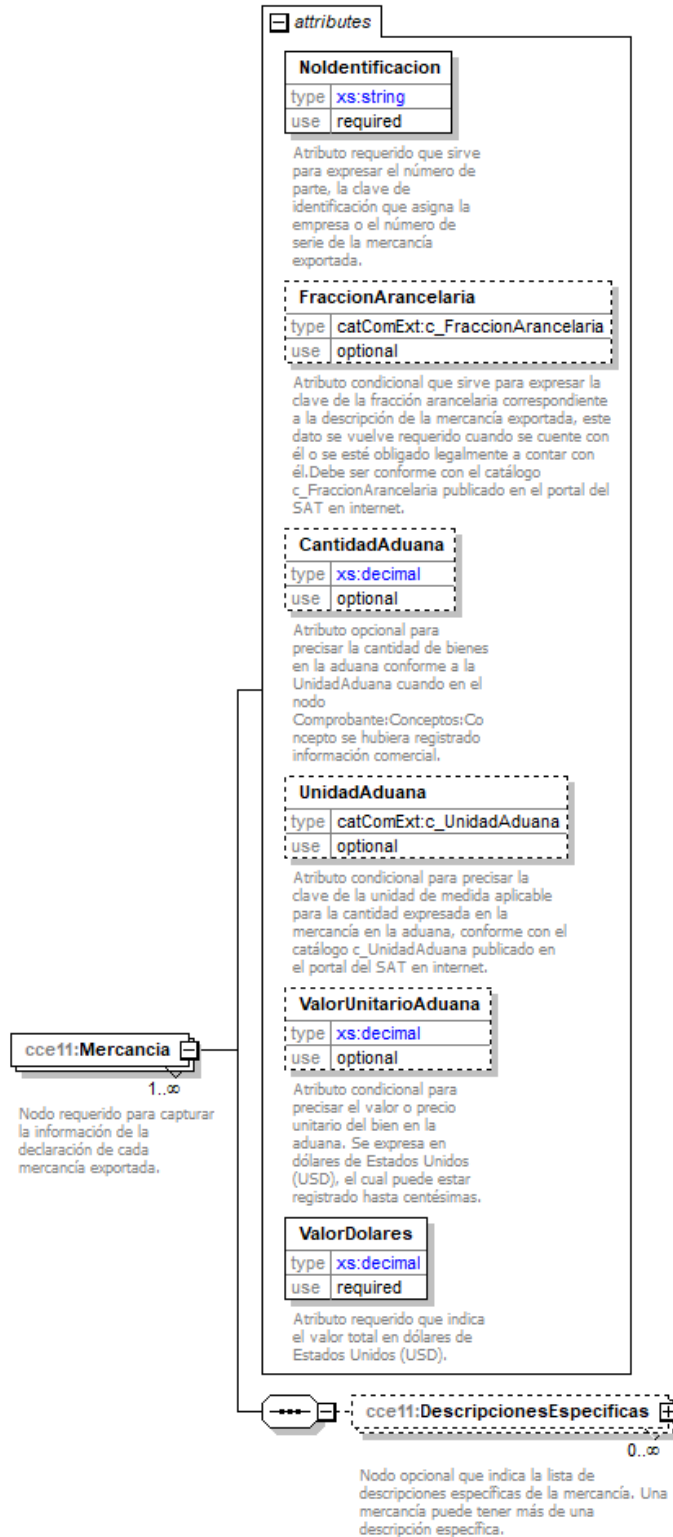 attributes
NoIdentificacion
type xs:string
use required
Atributo requerido que sirve
para expresar el número de
parte, la clave de
identificación que asigna la
empresa o el número de
serie de la mercancía
exportada.
FraccionArancelaria
type catComExt:c_FraccionArancelaria
use optional
Atributo condicional que sirve para expresar la
clave de la fracción arancelaria correspondiente
a la descripción de la mercancía exportada, este
dato se vuelve requerido cuando se cuente con
él o se esté obligado legalmente a contar con
él.Debe ser conforme con el catálogo
c_FraccionArancelaria publicado en el portal del
SAT en internet.
CantidadAduana
type xs:decimal
use optional
Atributo opcional para
precisar la cantidad de bienes
en la aduana conforme a la
UnidadAduana cuando en el
nodo
Comprobante:Conceptos:Co
ncepto se hubiera registrado
información comercial.
UnidadAduana
type catComExt:c_UnidadAduana
use optional
Atributo condicional para precisar la
clave de la unidad de medida aplicable
para la cantidad expresada en la
mercancía en la aduana, conforme con el
catálogo c_UnidadAduana publicado en
el portal del SAT en internet.
ValorUnitarioAduana
type xs:decimal
use optional
Atributo condicional para
precisar el valor o precio
unitario del bien en la
aduana. Se expresa en
dólares de Estados Unidos
(USD), el cual puede estar
registrado hasta centésimas.
cce11:Mercancia
1..∞
Nodo requerido para capturar
la información de la
declaración de cada
mercancía exportada.
ValorDolares
type xs:decimal
use required
Atributo requerido que indica
el valor total en dólares de
Estados Unidos (USD).
cce11:DescripcionesEspecificas
0..∞
Nodo opcional que indica la lista de
descripciones específicas de la mercancía. Una
mercancía puede tener más de una
descripción específica.